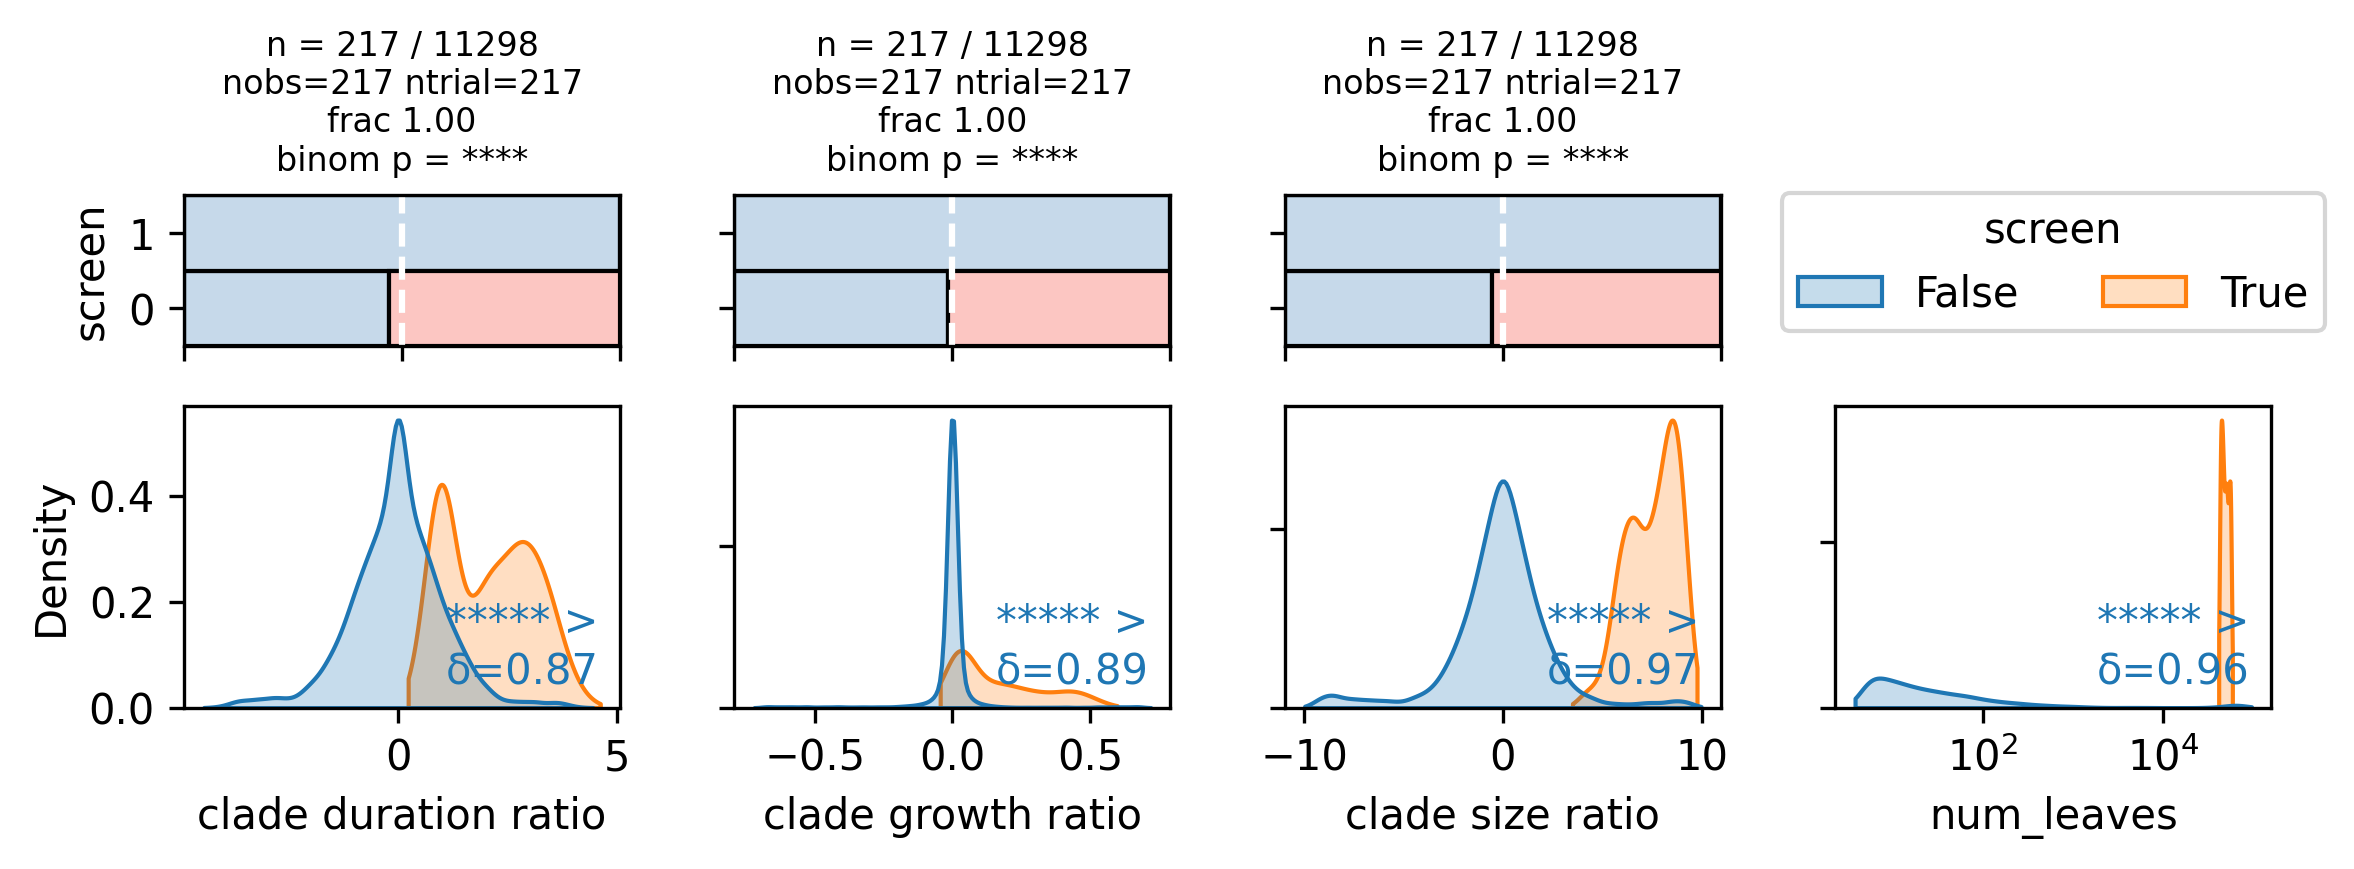 n = 217 / 11298
nobs=217 ntrial=217
frac 1.00
binom p = ****
n = 217 / 11298
nobs=217 ntrial=217
frac 1.00
binom p = ****
n = 217 / 11298
nobs=217 ntrial=217
frac 1.00
binom p = ****
screen
1
0
screen
False
True
Density
0.4
0.2
0.0
***** >
δ=0.87
0
5
clade duration ratio
***** >
δ=0.89
−0.5
0.0
0.5
clade growth ratio
***** >
δ=0.97
−10
0
10
clade size ratio
***** >
δ=0.96
10²
10⁴
num_leaves